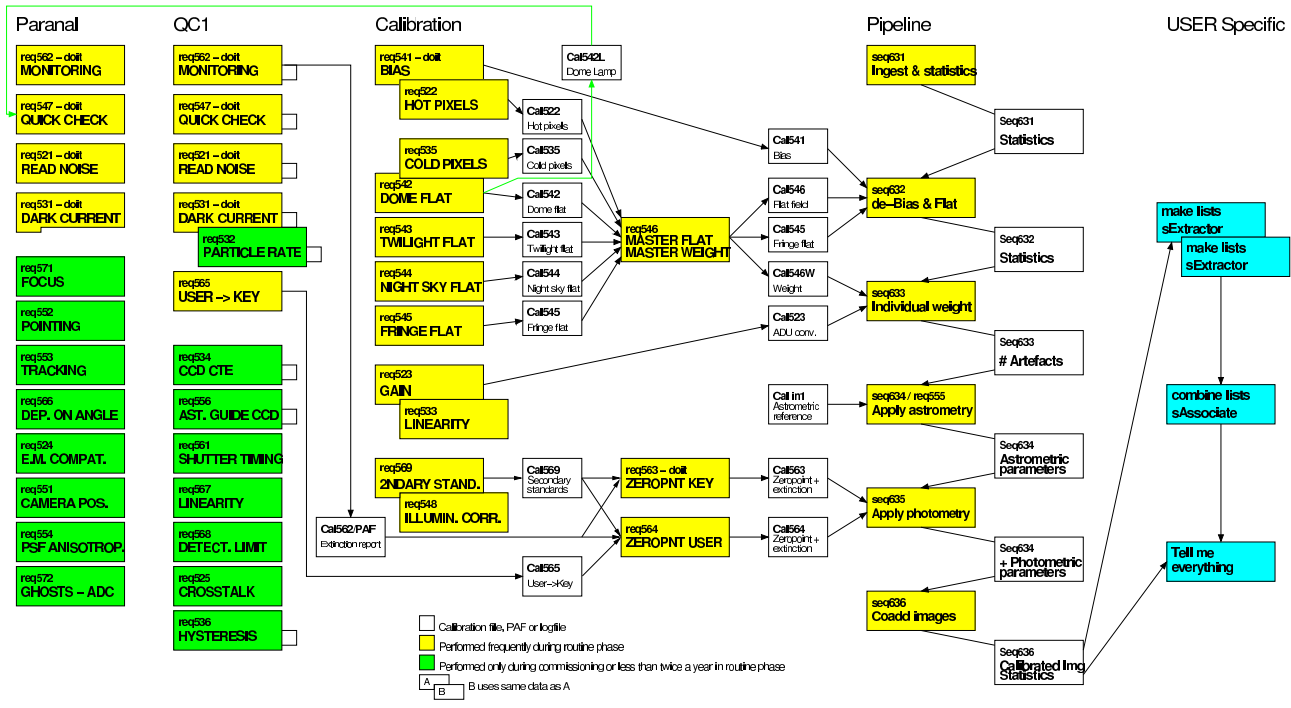 Paranal
QC1
Calibration
Pipeline
USER Specific
req562 – doit
MONITORING
req547 – doit
QUICK CHECK
req521 – doit
READ NOISE
req531 – doit
DARK CURRENT
req571
FOCUS
req552
POINTING
req553
TRACKING
req566
DEP. ON ANGLE
req524
E.M. COMPAT.
req551
CAMERA POS.
req554
PSF ANISOTROP.
req572
GHOSTS – ADC
req562 – doit
MONITORING
req547 – doit
QUICK CHECK
req521 – doit
READ NOISE
req531 – doit
DARK CURRENT
req532
PARTICLE RATE
req565
USER –> KEY
req534
CCD CTE
req556
AST. GUIDE CCD
req561
SHUTTER TIMING
req567
LINEARITY
req568
DETECT. LIMIT
req525
CROSSTALK
req536
HYSTERESIS
req541 – doit
BIAS
req522
HOT PIXELS
req535
COLD PIXELS
req542
DOME FLAT
req543
TWILIGHT FLAT
req544
NIGHT SKY FLAT
req545
FRINGE FLAT
req523
GAIN
req533
LINEARITY
req569
2NDARY STAND.
req548
ILLUMIN. CORR.
Cal562/PAF
Extinction report
Cal542L
Dome Lamp
Cal522
Hot pixels
Cal535
Cold pixels
Cal542
Dome flat
Cal543
Twilight flat
Cal544
Night sky flat
Cal545
Fringe flat
Cal569
Secondary
standards
Cal565
User–>Key
req546
MASTER FLAT
MASTER WEIGHT
req563 – doit
ZEROPNT KEY
req564
ZEROPNT USER
Cal541
Bias
Cal546
Flat field
Cal545
Fringe flat
Cal546W
Weight
Cal523
ADU conv.
Cal im1
Astrometric
reference
Cal563
Zeropoint +
extinction
Cal564
Zeropoint +
extinction
seq631
Ingest & statistics
seq632
de–Bias & Flat
seq633
Individual weight
seq634 / req555
Apply astrometry
seq635
Apply photometry
seq636
Coadd images
Seq631
Statistics
Seq632
Statistics
Seq633
# Artefacts
Seq634
Astrometric
parameters
Seq634
+ Photometric
parameters
Seq636
Calibrated Img
Statistics
make lists
sExtractor
make lists
sExtractor
combine lists
sAssociate
Tell me
everything
Calibration file, PAF or logfile
Performed frequently during routine phase
Performed only during commissioning or less than twice a year in routine phase
A
B
B uses same data as A